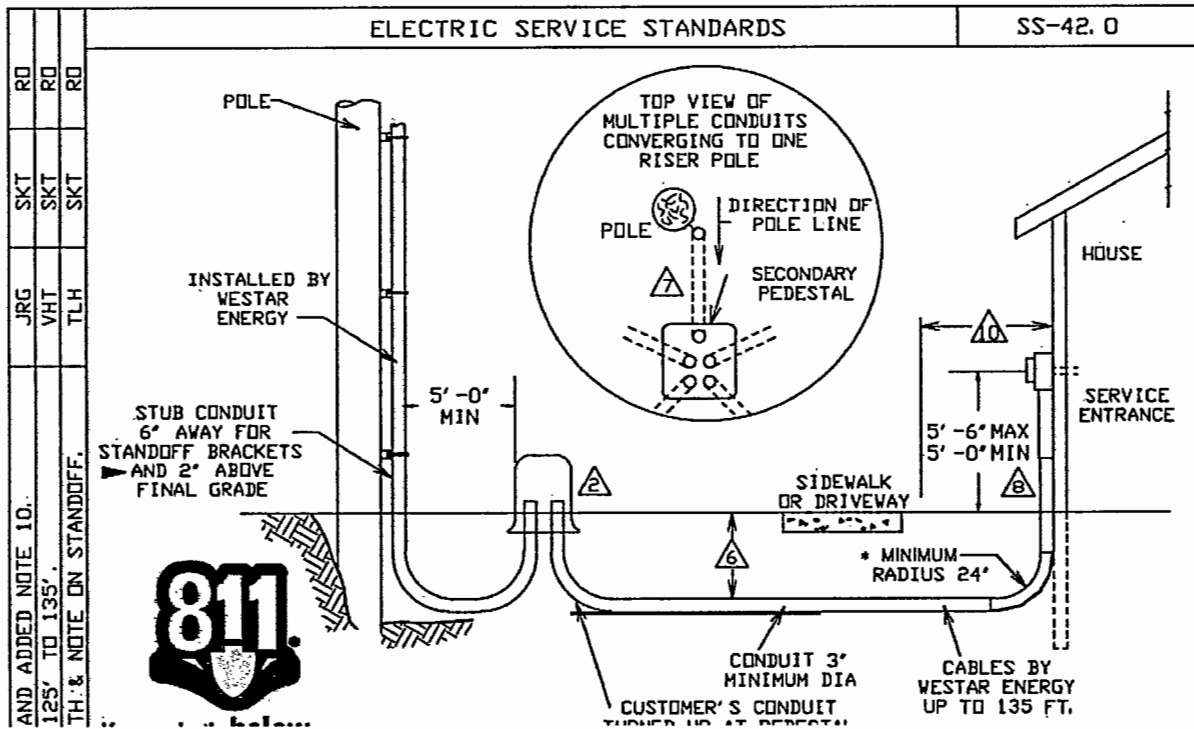 ELECTRIC SERVICE STANDARDS
SS-42.0
RO
RO
RO
SKT
SKT
SKT
JRG
VHT
TLH
AND ADDED NOTE 10.
125' TO 135'.
TH. & NOTE ON STANDOFF.
POLE
TOP VIEW OF
MULTIPLE CONDUITS
CONVERGING TO ONE
RISER POLE
POLE
DIRECTION OF
POLE LINE
7
SECONDARY
PEDESTAL
HOUSE
INSTALLED BY
WESTAR
ENERGY
10
5'-0"
MIN
SERVICE
ENTRANCE
STUB CONDUIT
6" AWAY FOR
STANDOFF BRACKETS
AND 2" ABOVE
FINAL GRADE
5'-6" MAX
5'-0" MIN
2
8
SIDEWALK
OR DRIVEWAY
6
* MINIMUM
RADIUS 24"
811.
CONDUIT 3"
MINIMUM DIA
CABLES BY
WESTAR ENERGY
UP TO 135 FT.
CUSTOMER'S CONDUIT
TURNED UP AT PEDESTAL